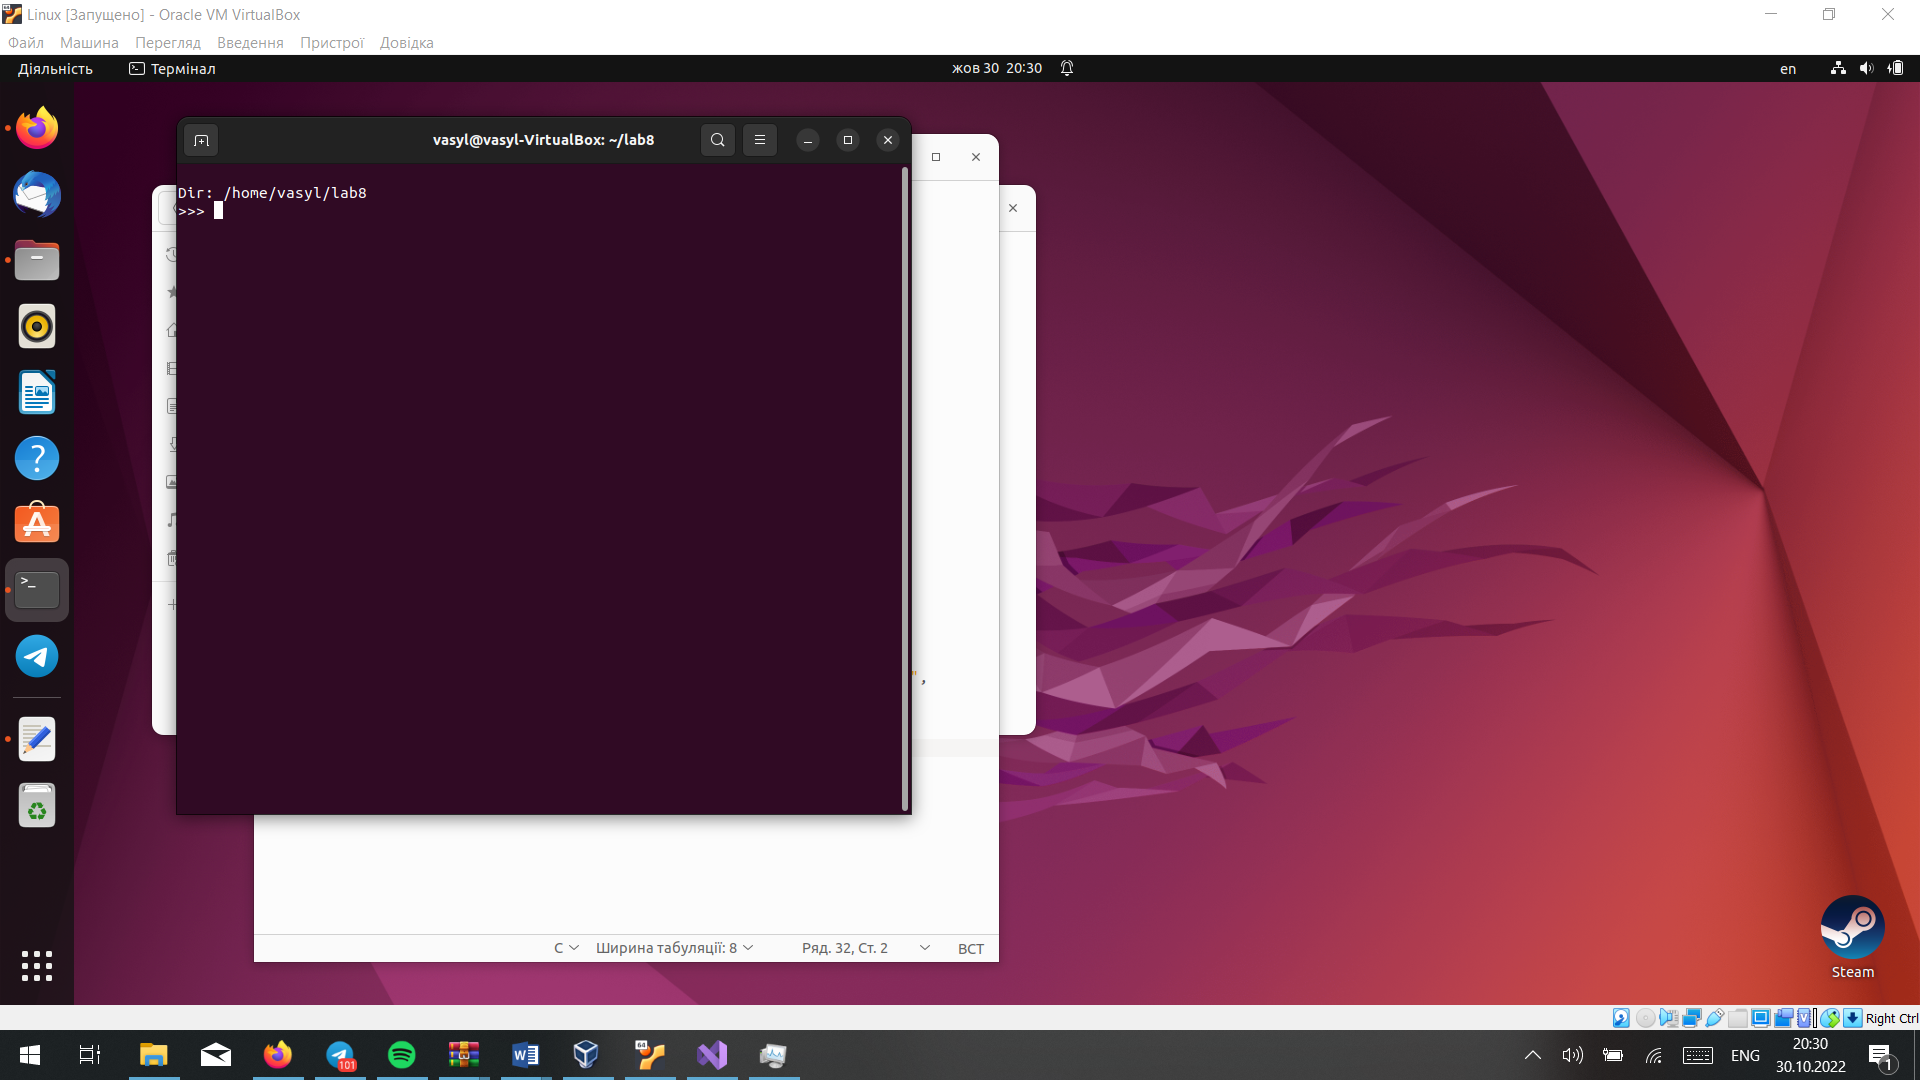 Linux [Запущено] - Oracle VM VirtualBox
Файл Машина Перегляд Введення Пристрої Довідка
Діяльність Термінал жов 30 20:30 en
vasyl@vasyl-VirtualBox: ~/lab8
Dir: /home/vasyl/lab8
>>>
",
C Ширина табуляції: 8 Ряд. 32, Ст. 2 ВСТ
Steam
Right Ctrl
64
101
W
ENG
20:30
30.10.2022
1